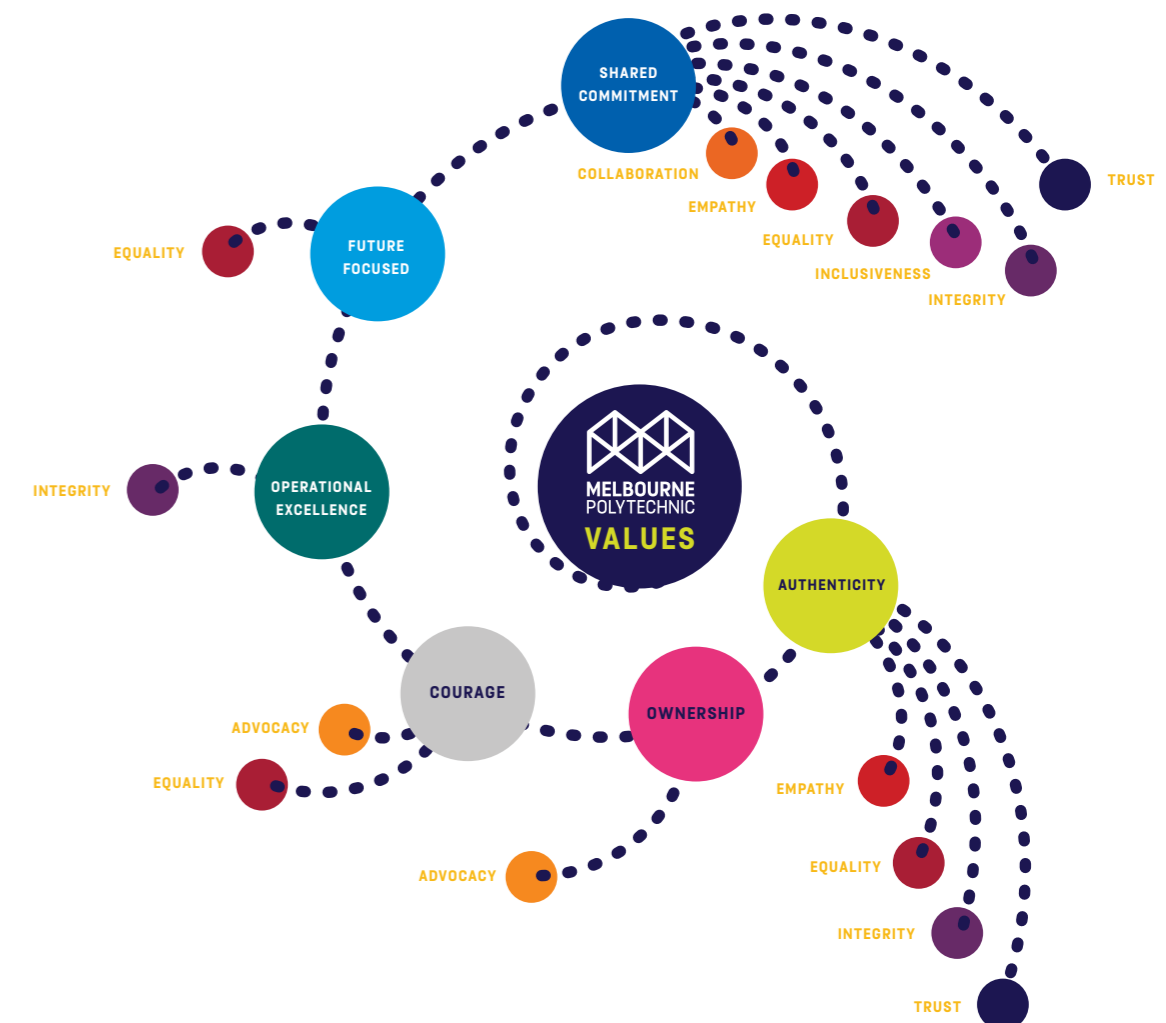 SHARED
COMMITMENT
COLLABORATION
TRUST
EMPATHY
EQUALITY
INCLUSIVENESS
INTEGRITY
FUTURE
FOCUSED
EQUALITY
OPERATIONAL
EXCELLENCE
INTEGRITY
MELBOURNE
POLYTECHNIC
VALUES
AUTHENTICITY
COURAGE
OWNERSHIP
ADVOCACY
EQUALITY
ADVOCACY
EMPATHY
EQUALITY
INTEGRITY
TRUST